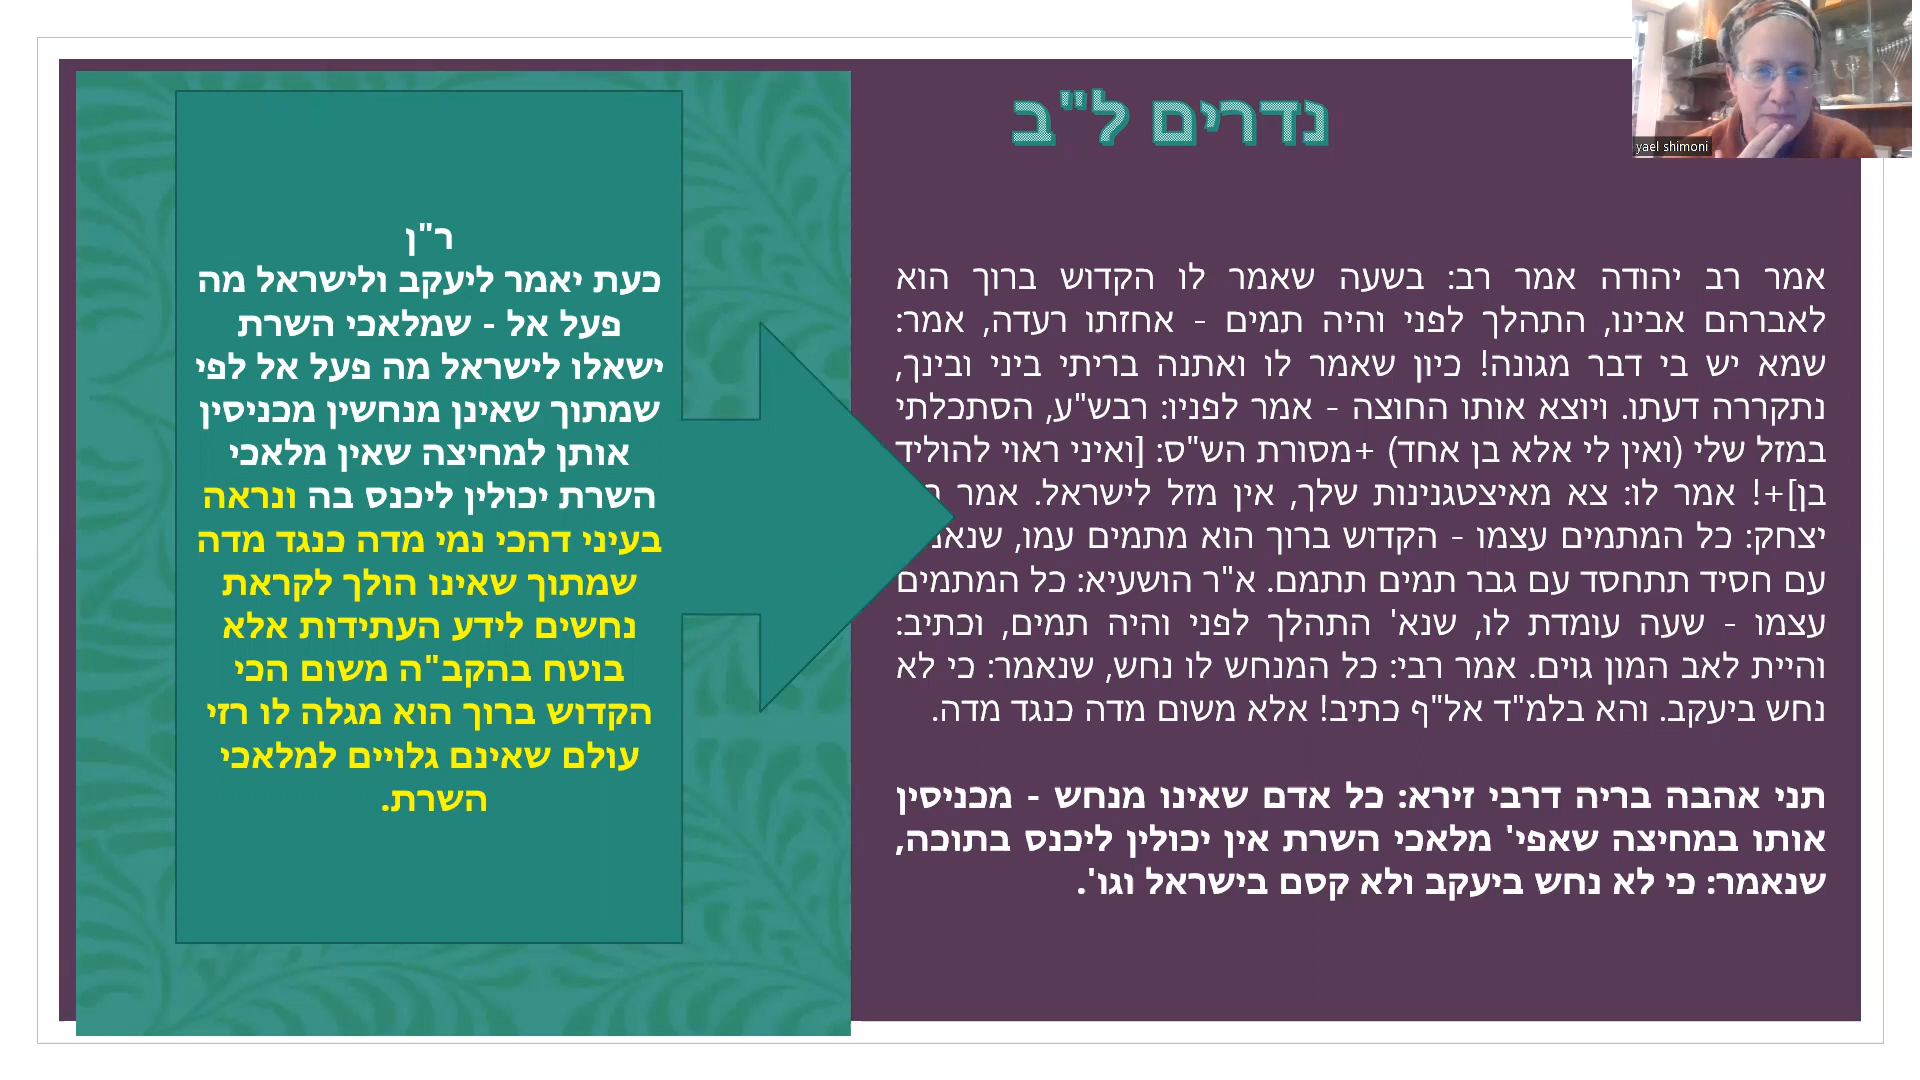 נדרים ל"ב
yael shimoni
אמר רב יהודה אמר רב: בשעה שאמר לו הקדוש ברוך הוא
לאברהם אבינו, התהלך לפני והיה תמים - אחזתו רעדה, אמר:
שמא יש בי דבר מגונה! כיון שאמר לו ואתנה בריתי ביני ובינך,
נתקררה דעתו. ויוצא אותו החוצה - אמר לפניו: רבש"ע, הסתכלתי
במזל שלי (ואין לי אלא בן אחד) +מסורת הש"ס: [ואיני ראוי להוליד
בן]+! אמר לו: צא מאיצטגנינות שלך, אין מזל לישראל. אמר
יצחק: כל המתמים עצמו - הקדוש ברוך הוא מתמים עמו,
עם חסיד תתחסד עם גבר תמים תתמם. א"ר הושעיא: כל המתמים
עצמו - שעה עומדת לו, שנא' התהלך לפני והיה תמים, וכתיב:
והיית לאב המון גוים. אמר רבי: כל המנחש לו נחש, שנאמר: כי לא
נחש ביעקב. והא בלמ"ד אל"ף כתיב! אלא משום מדה כנגד מדה.
תני אהבה בריה דרבי זירא: כל אדם שאינו מנחש - מכניסין
אותו במחיצה שאפי' מלאכי השרת אין יכולין ליכנס בתוכה,
שנאמר: כי לא נחש ביעקב ולא קסם בישראל וגו'.
ר"ן
כעת יאמר ליעקב ולישראל מה
פעל אל - שמלאכי השרת
ישאלו לישראל מה פעל אל לפי
שמתוך שאינן מנחשין מכניסין
אותן למחיצה שאין מלאכי
השרת יכולין ליכנס בה ונראה
בעיני דהכי נמי מדה כנגד מדה
שמתוך שאינו הולך לקראת
נחשים לידע העתידות אלא
בוטח בהקב"ה משום הכי
הקדוש ברוך הוא מגלה לו רזי
עולם שאינם גלויים למלאכי
השרת.